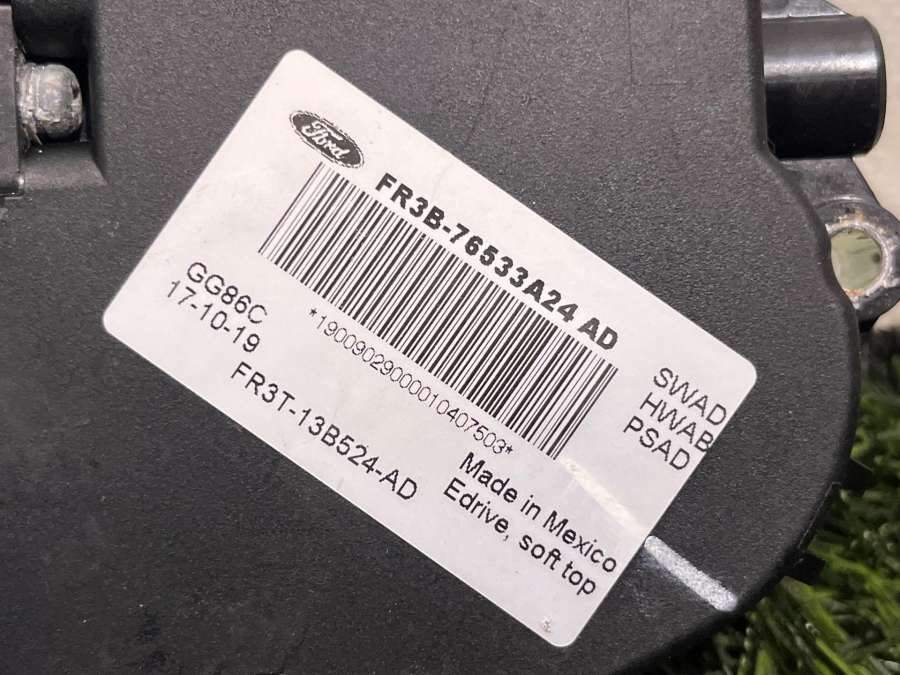 Ford
FR3B-76533A24 AD
*19009029000010407503*
GG86C
17-10-19
FR3T-13B524-AD
SWAD
HWAB
PSAD
Made in Mexico
Edrive, soft top